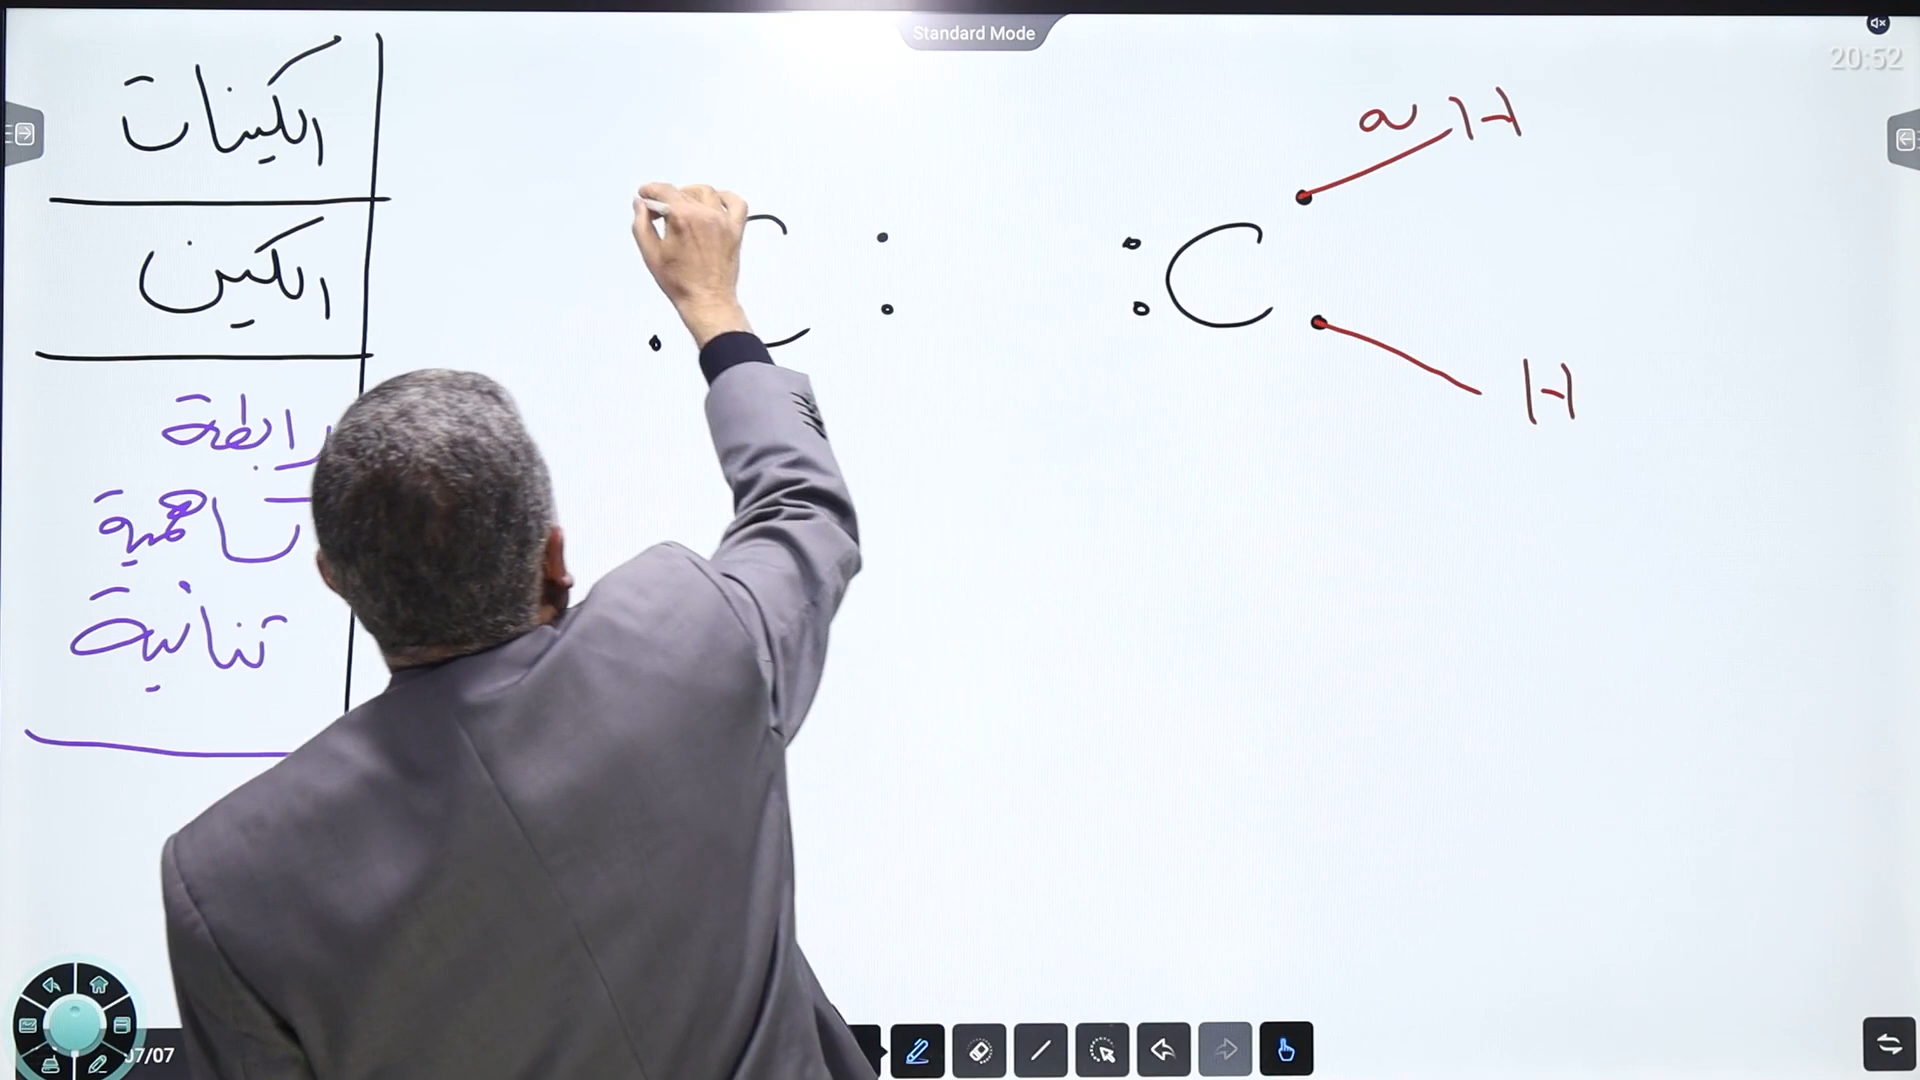 Standard Mode
20:52
الكينات
الكين
رابطة
تساهمية
ثنائية
H
C
C
H
07/07